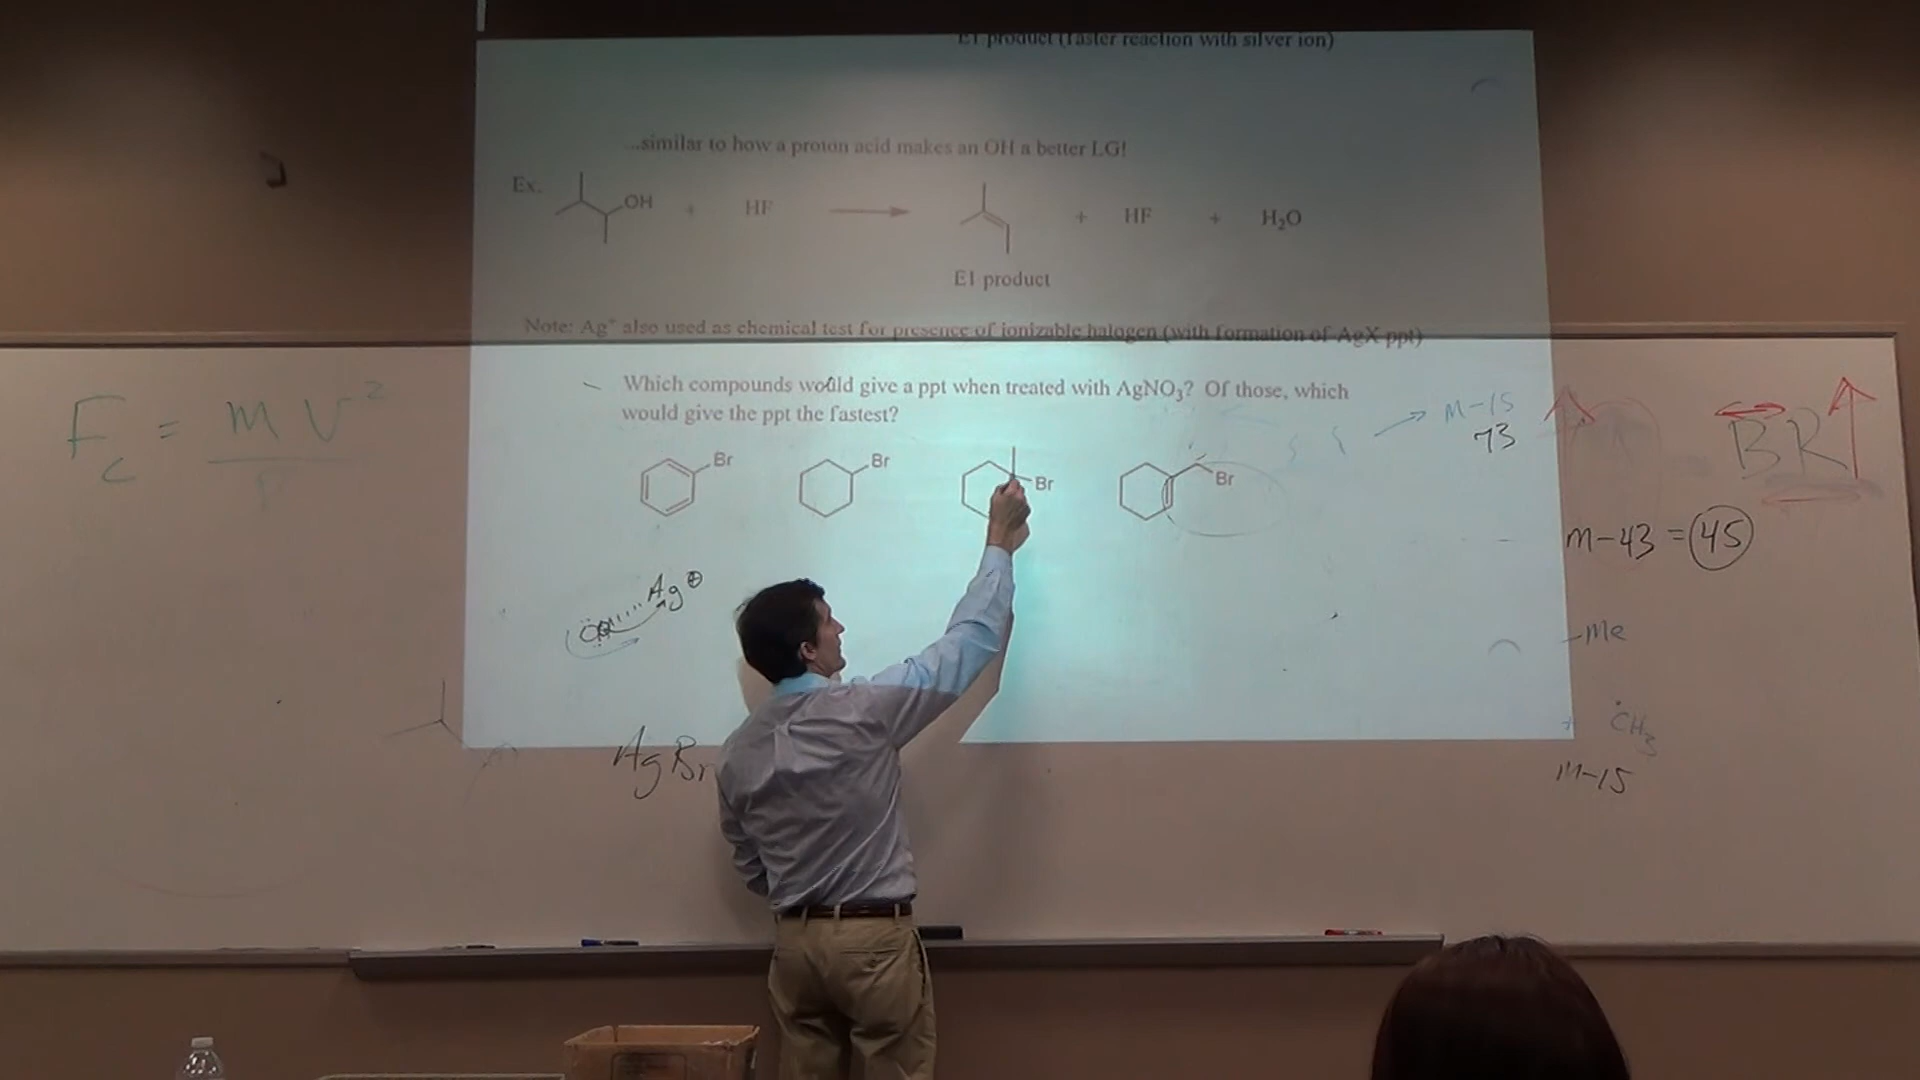 E1 product (faster reaction with silver ion)
...similar to how a proton acid makes an OH a better LG!
Ex. OH + HF + HF + H₂O
E1 product
Note: Ag⁺ also used as chemical test for presence of ionizable halogen (with formation of AgX ppt)
Which compounds would give a ppt when treated with AgNO₃? Of those, which
would give the ppt the fastest?
Br Br Br Br
F_c = m v²
M-15
73
BR
m-43 = 45
Ag⊕
-Me
+ ĊH₃
M-15
AgBr